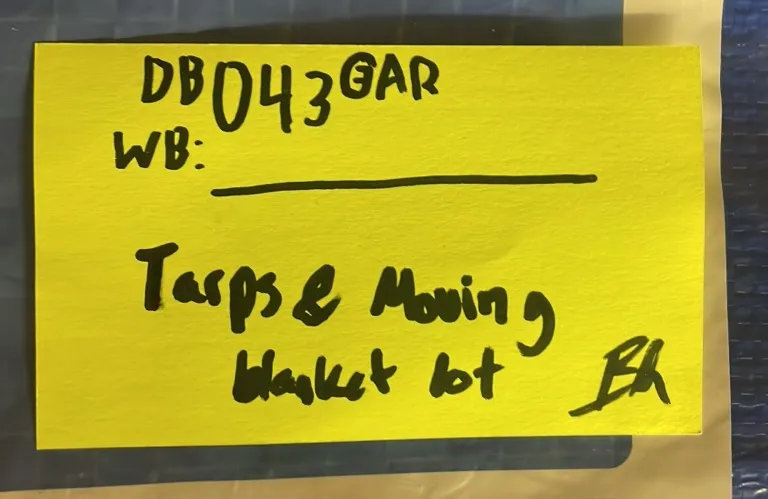 DB043GAR
WB:
Tarps & Moving
blanket lot